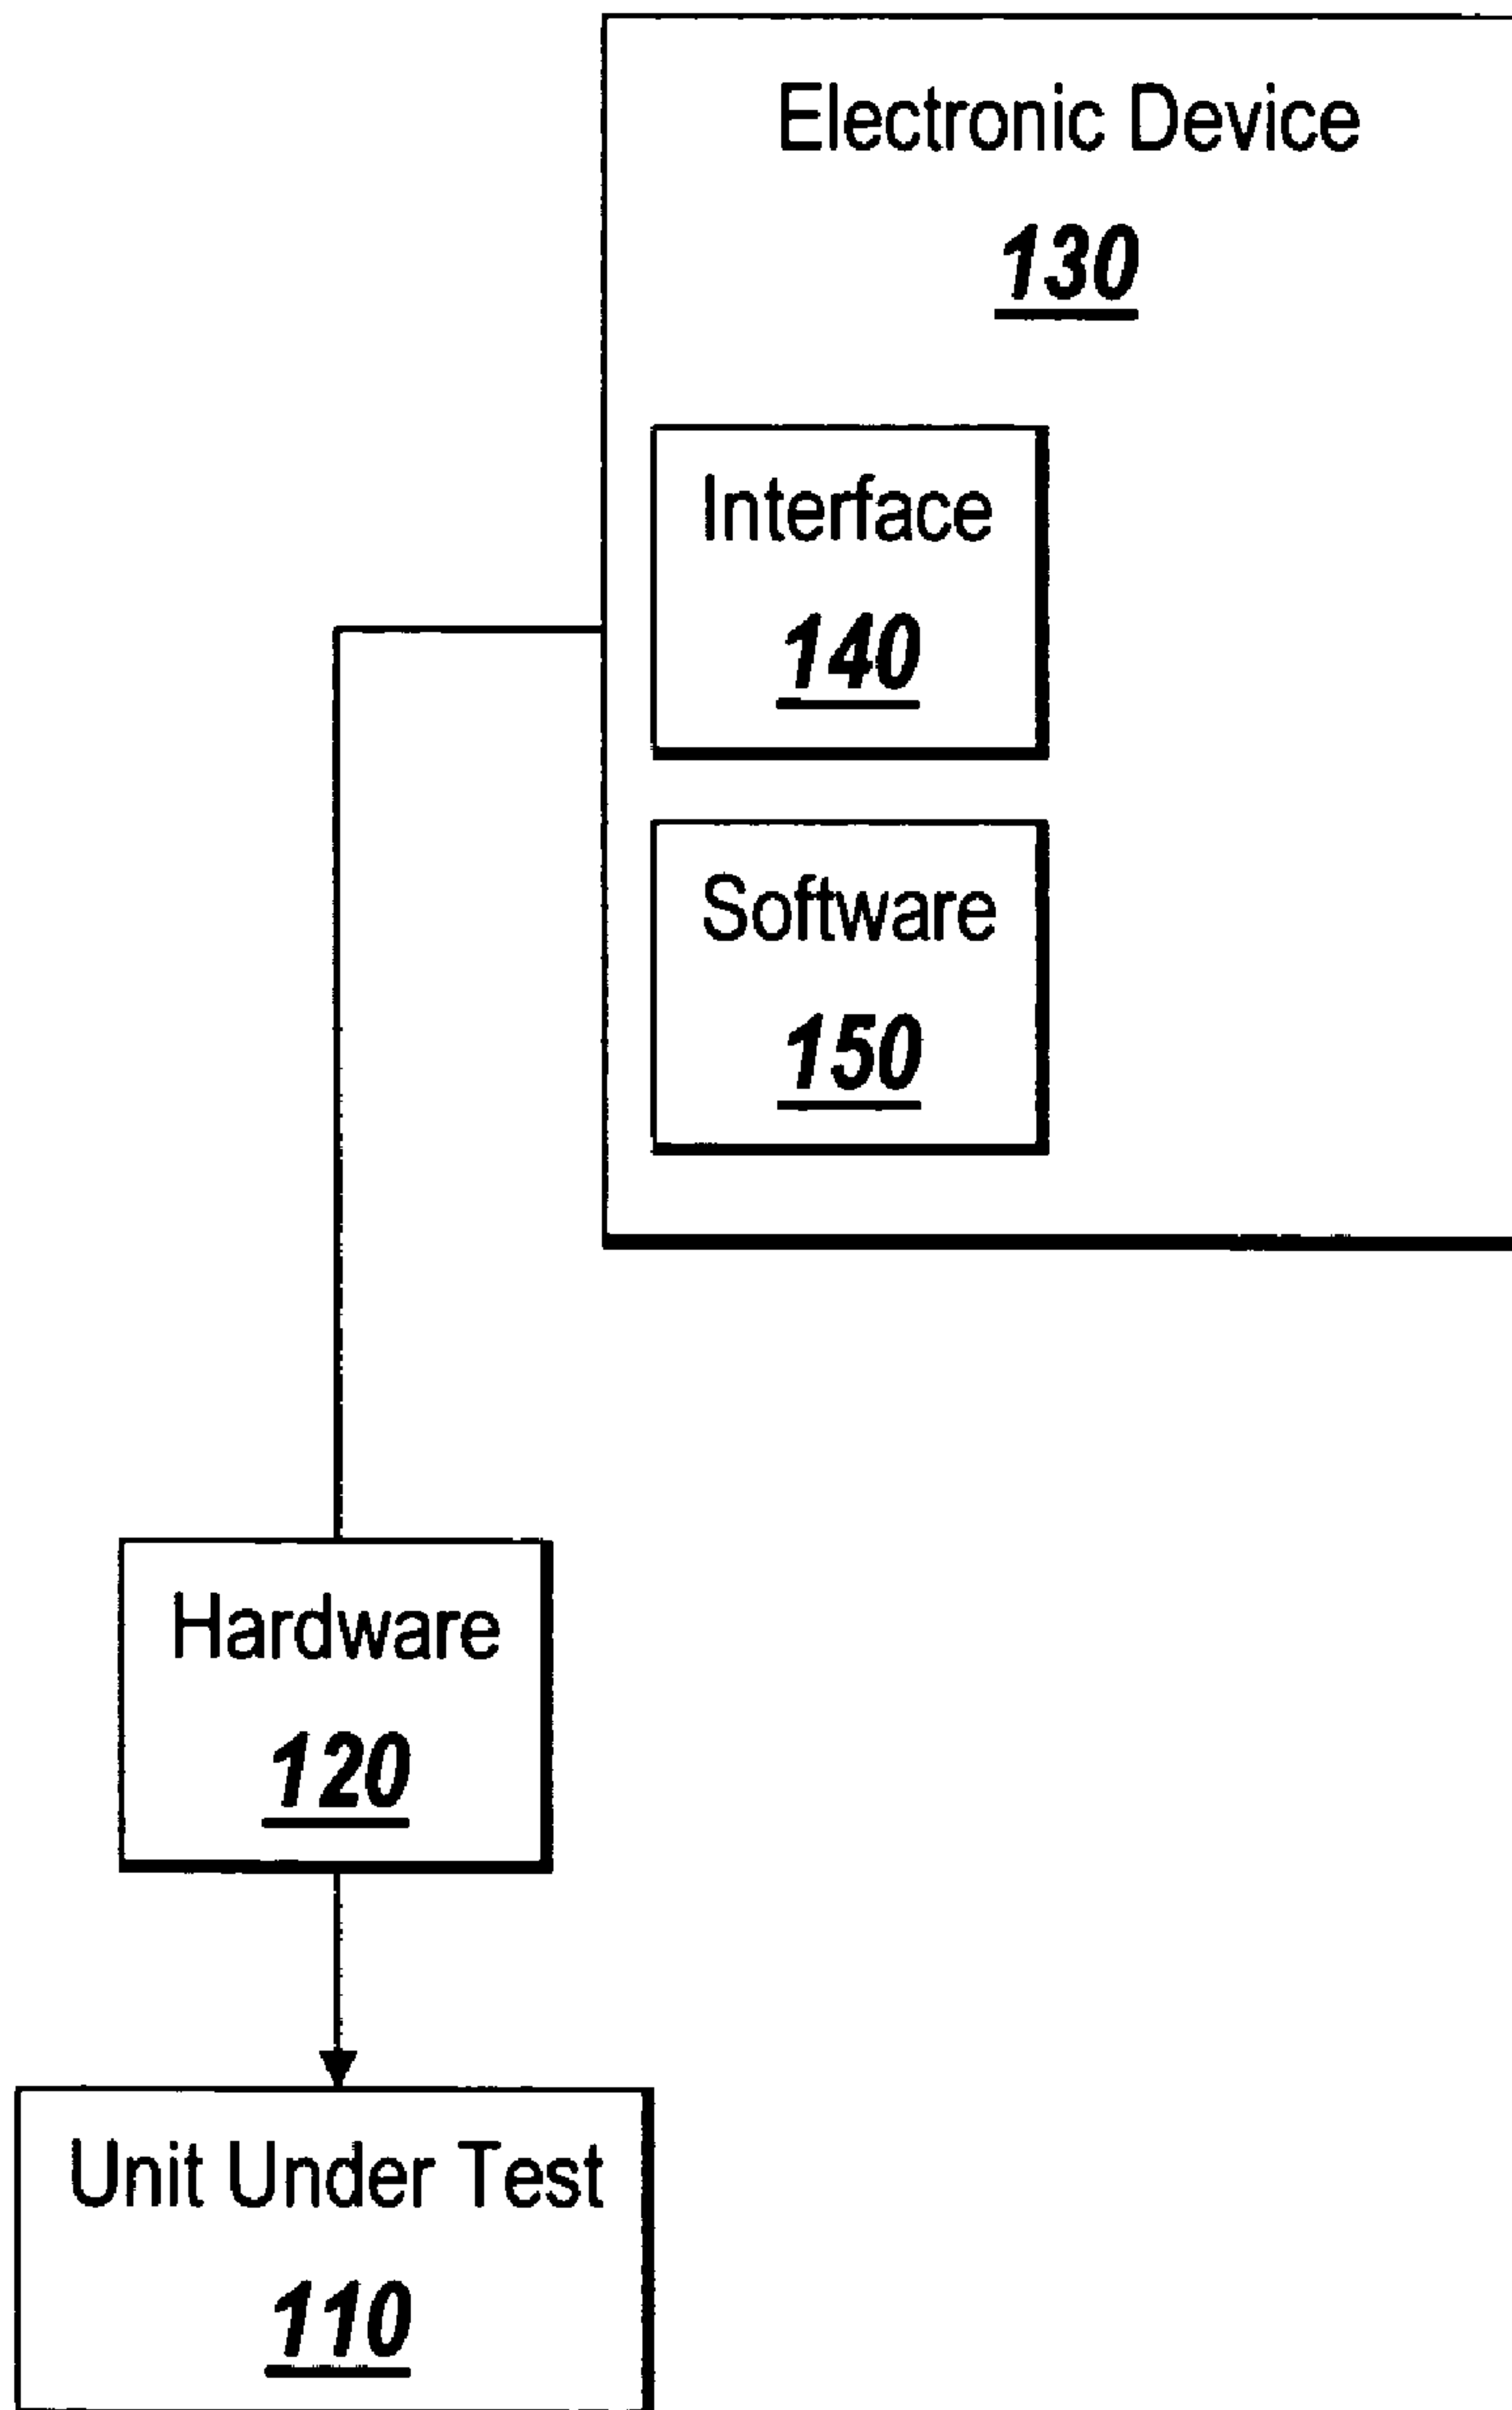 Electronic Device
130
Interface
140
Software
150
Hardware
120
Unit Under Test
110